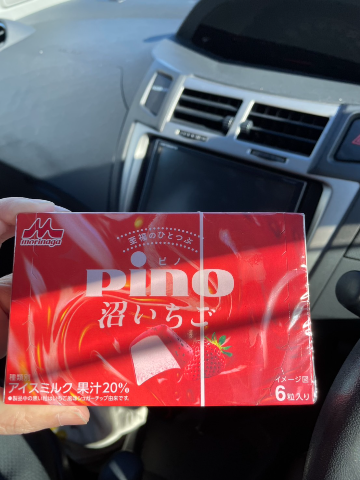 morinaga
至福のひとつぶ
ピノ
pino
沼いちご
種類別
アイスミルク 果汁20%
イメージ図
6粒入り